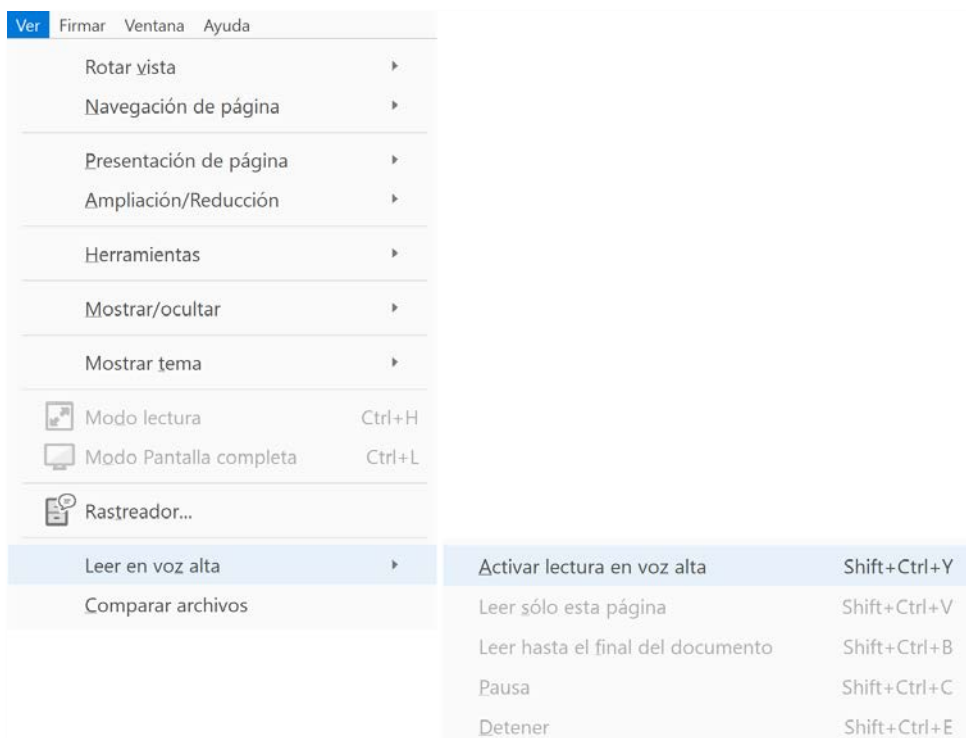 Ver Firmar Ventana Ayuda
Rotar vista
Navegación de página
Presentación de página
Ampliación/Reducción
Herramientas
Mostrar/ocultar
Mostrar tema
Modo lectura Ctrl+H
Modo Pantalla completa Ctrl+L
Rastreador...
Leer en voz alta
Comparar archivos
Activar lectura en voz alta Shift+Ctrl+Y
Leer sólo esta página Shift+Ctrl+V
Leer hasta el final del documento Shift+Ctrl+B
Pausa Shift+Ctrl+C
Detener Shift+Ctrl+E